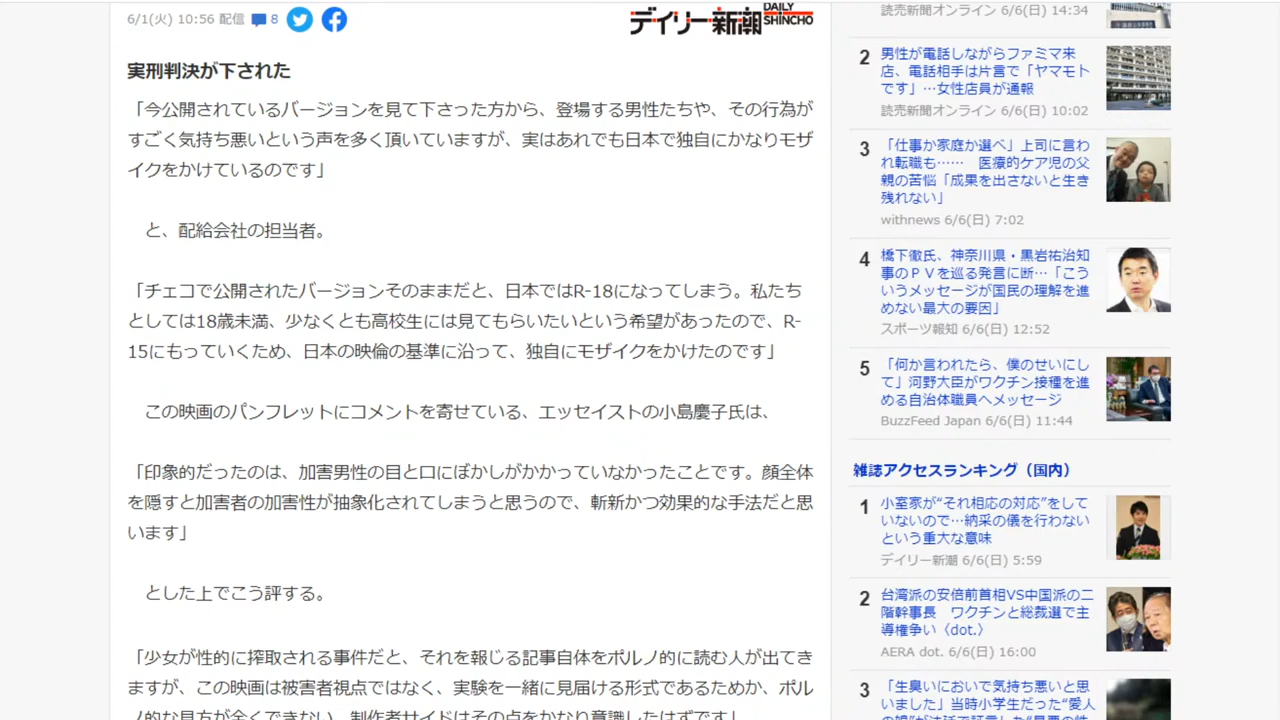 6/1(火) 10:56 配信 8
デイリー新潮 DAILY SHINCHO
実刑判決が下された
「今公開されているバージョンを見て下さった方から、登場する男性たちや、その行為が
すごく気持ち悪いという声を多く頂いていますが、実はあれでも日本で独自にかなりモザ
イクをかけているのです」
と、配給会社の担当者。
「チェコで公開されたバージョンそのままだと、日本ではR-18になってしまう。私たち
としては18歳未満、少なくとも高校生には見てもらいたいという希望があったので、R-
15にもっていくため、日本の映倫の基準に沿って、独自にモザイクをかけたのです」
この映画のパンフレットにコメントを寄せている、エッセイストの小島慶子氏は、
「印象的だったのは、加害男性の目と口にぼかしがかかっていなかったことです。顔全体
を隠すと加害者の加害性が抽象化されてしまうと思うので、斬新かつ効果的な手法だと思
います」
とした上でこう評する。
「少女が性的に搾取される事件だと、それを報じる記事自体をポルノ的に読む人が出てき
ますが、この映画は被害者視点ではなく、実験を一緒に見届ける形式であるためか、ポル
ノ的な見方が全くできない。制作者サイドはその点をかなり意識したはずです」
読売新聞オンライン 6/6(日) 14:34
2 男性が電話しながらファミマ来
店、電話相手は片言で「ヤマモト
です」…女性店員が通報
読売新聞オンライン 6/6(日) 10:02
3 「仕事か家庭か選べ」上司に言わ
れ転職も…… 医療的ケア児の父
親の苦悩「成果を出さないと生き
残れない」
withnews 6/6(日) 7:02
4 橋下徹氏、神奈川県・黒岩祐治知
事のＰＶを巡る発言に断…「こう
いうメッセージが国民の理解を進
めない最大の要因」
スポーツ報知 6/6(日) 12:52
5 「何か言われたら、僕のせいにし
て」河野大臣がワクチン接種を進
める自治体職員へメッセージ
BuzzFeed Japan 6/6(日) 11:44
雑誌アクセスランキング（国内）
1 小室家が“それ相応の対応”をして
いないので…納采の儀を行わない
という重大な意味
デイリー新潮 6/6(日) 5:59
2 台湾派の安倍前首相VS中国派の二
階幹事長 ワクチンと総裁選で主
導権争い〈dot.〉
AERA dot. 6/6(日) 16:00
3 「生臭いにおいで気持ち悪いと思
いました」当時小学生だった“愛人